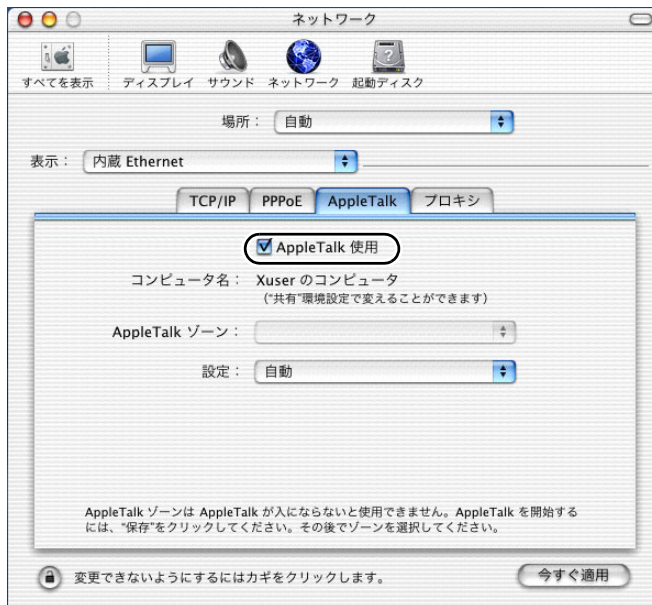 ネットワーク
すべてを表示 ディスプレイ サウンド ネットワーク 起動ディスク
場所： 自動
表示： 内蔵 Ethernet
TCP/IP PPPoE AppleTalk プロキシ
AppleTalk 使用
コンピュータ名： Xuser のコンピュータ
（“共有”環境設定で変えることができます）
AppleTalk ゾーン：
設定： 自動
AppleTalk ゾーンは AppleTalk が入にならないと使用できません。AppleTalk を開始する
には、“保存”をクリックしてください。その後でゾーンを選択してください。
変更できないようにするにはカギをクリックします。 今すぐ適用